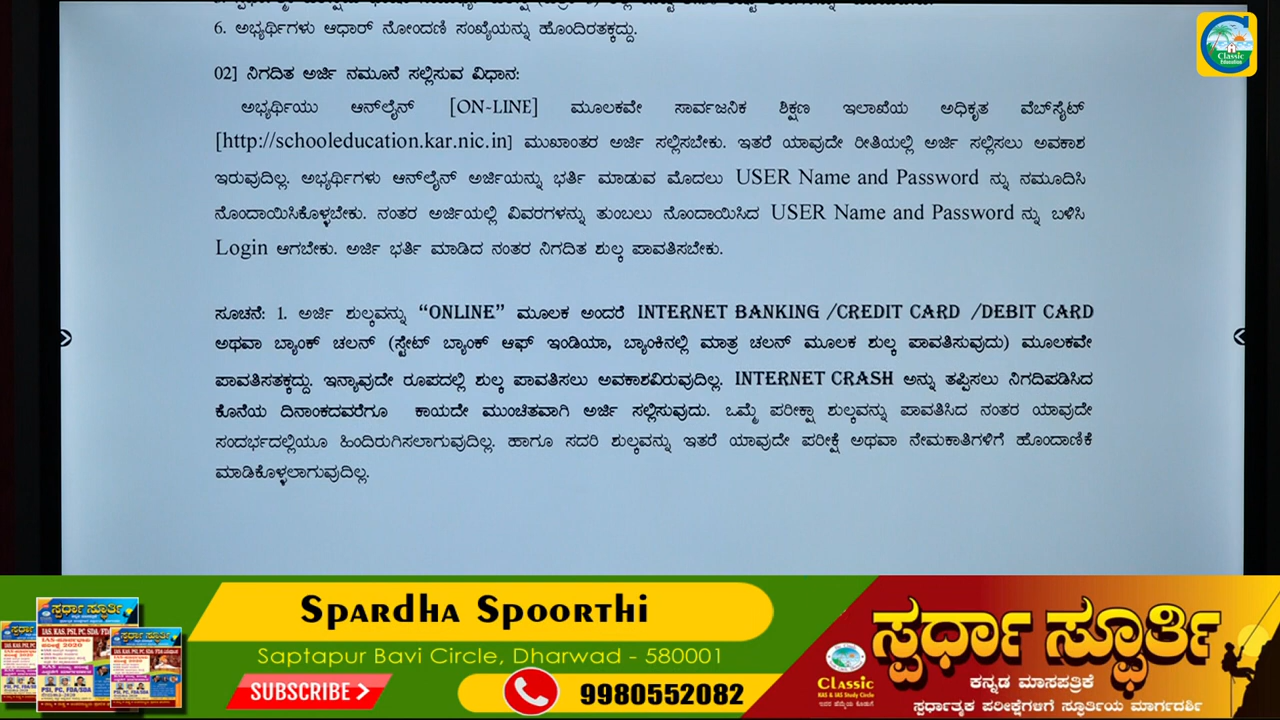 6. ಅಭ್ಯರ್ಥಿಗಳು ಆಧಾರ್ ನೋಂದಣಿ ಸಂಖ್ಯೆಯನ್ನು ಹೊಂದಿರತಕ್ಕದ್ದು.
Classic
Education
02] ನಿಗದಿತ ಅರ್ಜಿ ನಮೂನೆ ಸಲ್ಲಿಸುವ ವಿಧಾನ:
ಅಭ್ಯರ್ಥಿಯು ಆನ್‌ಲೈನ್ [ON-LINE] ಮೂಲಕವೇ ಸಾರ್ವಜನಿಕ ಶಿಕ್ಷಣ ಇಲಾಖೆಯ ಅಧಿಕೃತ ವೆಬ್‌ಸೈಟ್
[http://schooleducation.kar.nic.in] ಮುಖಾಂತರ ಅರ್ಜಿ ಸಲ್ಲಿಸಬೇಕು. ಇತರೆ ಯಾವುದೇ ರೀತಿಯಲ್ಲಿ ಅರ್ಜಿ ಸಲ್ಲಿಸಲು ಅವಕಾಶ
ಇರುವುದಿಲ್ಲ. ಅಭ್ಯರ್ಥಿಗಳು ಆನ್‌ಲೈನ್ ಅರ್ಜಿಯನ್ನು ಭರ್ತಿ ಮಾಡುವ ಮೊದಲು USER Name and Password ನ್ನು ನಮೂದಿಸಿ
ನೊಂದಾಯಿಸಿಕೊಳ್ಳಬೇಕು. ನಂತರ ಅರ್ಜಿಯಲ್ಲಿ ವಿವರಗಳನ್ನು ತುಂಬಲು ನೊಂದಾಯಿಸಿದ USER Name and Password ನ್ನು ಬಳಿಸಿ
Login ಆಗಬೇಕು. ಅರ್ಜಿ ಭರ್ತಿ ಮಾಡಿದ ನಂತರ ನಿಗದಿತ ಶುಲ್ಕ ಪಾವತಿಸಬೇಕು.
ಸೂಚನೆ: 1. ಅರ್ಜಿ ಶುಲ್ಕವನ್ನು “ONLINE” ಮೂಲಕ ಅಂದರೆ INTERNET BANKING /CREDIT CARD /DEBIT CARD
ಅಥವಾ ಬ್ಯಾಂಕ್ ಚಲನ್ (ಸ್ಟೇಟ್ ಬ್ಯಾಂಕ್ ಆಫ್ ಇಂಡಿಯಾ, ಬ್ಯಾಂಕಿನಲ್ಲಿ ಮಾತ್ರ ಚಲನ್ ಮೂಲಕ ಶುಲ್ಕ ಪಾವತಿಸುವುದು) ಮೂಲಕವೇ
ಪಾವತಿಸತಕ್ಕದ್ದು. ಇನ್ಯಾವುದೇ ರೂಪದಲ್ಲಿ ಶುಲ್ಕ ಪಾವತಿಸಲು ಅವಕಾಶವಿರುವುದಿಲ್ಲ. INTERNET CRASH ಅನ್ನು ತಪ್ಪಿಸಲು ನಿಗದಿಪಡಿಸಿದ
ಕೊನೆಯ ದಿನಾಂಕದವರೆಗೂ ಕಾಯದೇ ಮುಂಚಿತವಾಗಿ ಅರ್ಜಿ ಸಲ್ಲಿಸುವುದು. ಒಮ್ಮೆ ಪರೀಕ್ಷಾ ಶುಲ್ಕವನ್ನು ಪಾವತಿಸಿದ ನಂತರ ಯಾವುದೇ
ಸಂದರ್ಭದಲ್ಲಿಯೂ ಹಿಂದಿರುಗಿಸಲಾಗುವುದಿಲ್ಲ. ಹಾಗೂ ಸದರಿ ಶುಲ್ಕವನ್ನು ಇತರೆ ಯಾವುದೇ ಪರೀಕ್ಷೆ ಅಥವಾ ನೇಮಕಾತಿಗಳಿಗೆ ಹೊಂದಾಣಿಕೆ
ಮಾಡಿಕೊಳ್ಳಲಾಗುವುದಿಲ್ಲ.
Spardha Spoorthi
Saptapur Bavi Circle, Dharwad - 580001
SUBSCRIBE
9980552082
Classic
KAS & IAS Study Circle
ಸ್ಪರ್ಧಾ ಸ್ಫೂರ್ತಿ
ಕನ್ನಡ ಮಾಸಪತ್ರಿಕೆ
ಸ್ಪರ್ಧಾತ್ಮಕ ಪರೀಕ್ಷೆಗಳಿಗೆ ಸ್ಫೂರ್ತಿಯ ಮಾರ್ಗದರ್ಶಿ